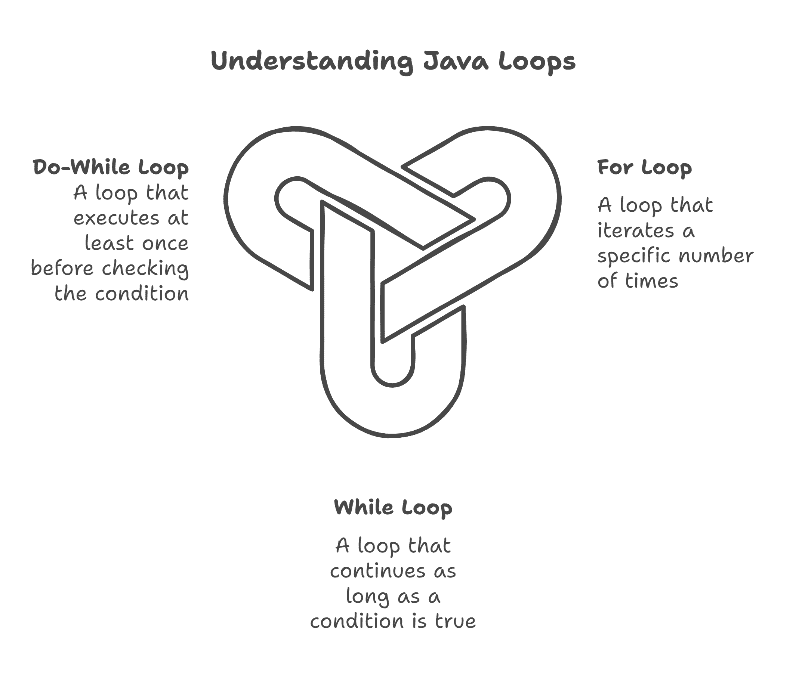 Understanding Java Loops
Do-While Loop
A loop that
executes at
least once
before checking
the condition
For Loop
A loop that
iterates a
specific number
of times
While Loop
A loop that
continues as
long as a
condition is true